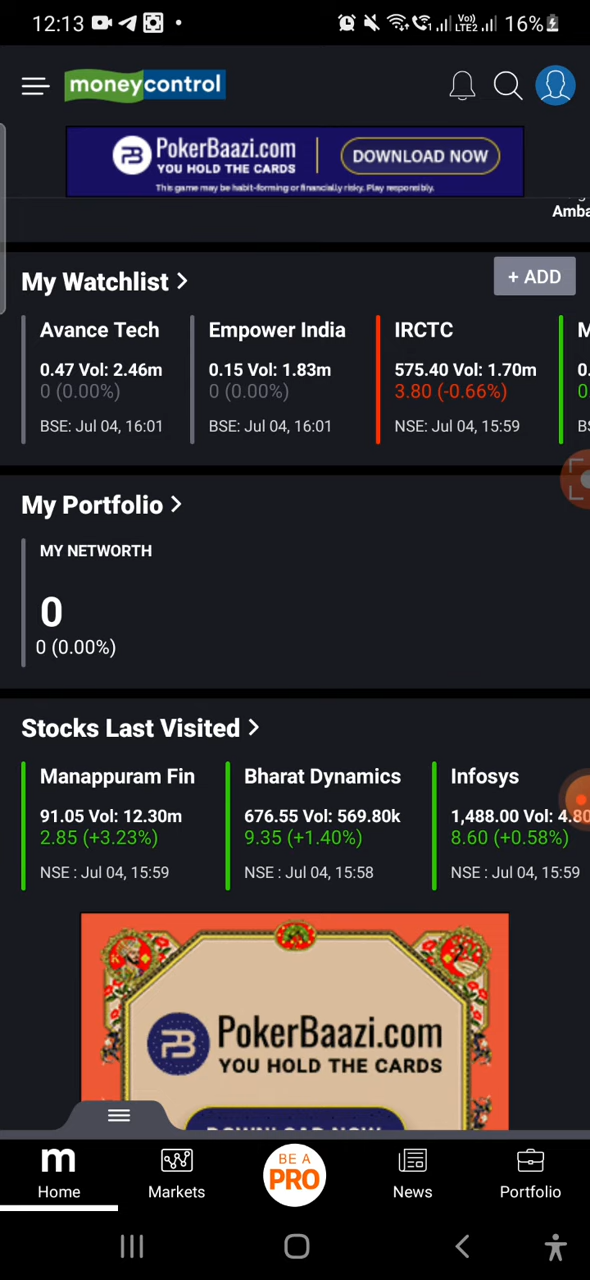 12:13
Vo)) LTE2
16%
moneycontrol
PokerBaazi.com
YOU HOLD THE CARDS
DOWNLOAD NOW
This game may be habit-forming or financially risky. Play responsibly.
Amba
My Watchlist
+ ADD
Avance Tech
0.47 Vol: 2.46m
0 (0.00%)
BSE: Jul 04, 16:01
Empower India
0.15 Vol: 1.83m
0 (0.00%)
BSE: Jul 04, 16:01
IRCTC
575.40 Vol: 1.70m
3.80 (-0.66%)
NSE: Jul 04, 15:59
My Portfolio
MY NETWORTH
0
0 (0.00%)
Stocks Last Visited
Manappuram Fin
91.05 Vol: 12.30m
2.85 (+3.23%)
NSE : Jul 04, 15:59
Bharat Dynamics
676.55 Vol: 569.80k
9.35 (+1.40%)
NSE : Jul 04, 15:58
Infosys
1,488.00 Vol: 4.80
8.60 (+0.58%)
NSE : Jul 04, 15:59
PokerBaazi.com
YOU HOLD THE CARDS
DOWNLOAD NOW
m
Home
Markets
BE A
PRO
News
Portfolio